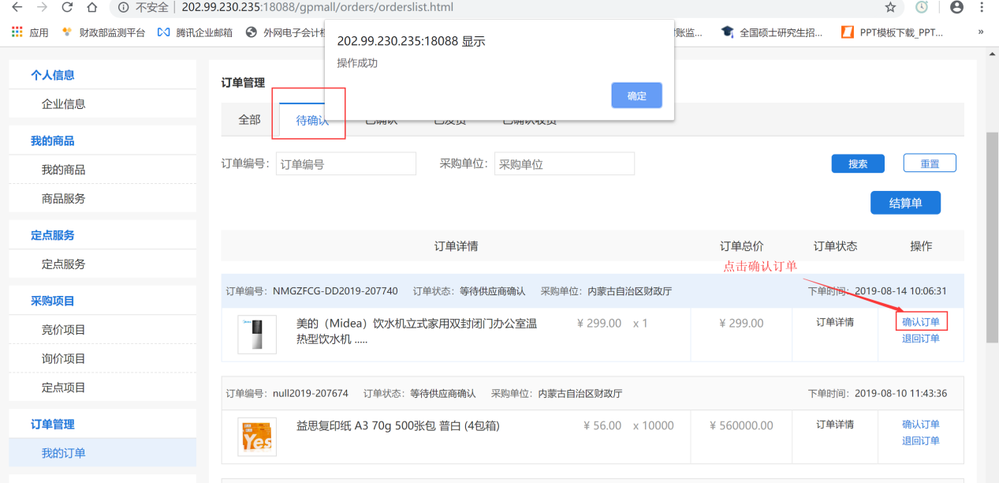 不安全 202.99.230.235:18088/gpmall/orders/orderslist.html
应用 财政部监测平台 腾讯企业邮箱 外网电子会计 账监... 全国硕士研究生招... PPT模板下载_PPT... »
202.99.230.235:18088 显示
操作成功
确定
个人信息
企业信息
我的商品
我的商品
商品服务
定点服务
定点服务
采购项目
竞价项目
询价项目
定点项目
订单管理
我的订单
订单管理
全部 待确认 已确认 已发货 已确认收货
订单编号: 订单编号 采购单位: 采购单位 搜索 重置
结算单
订单详情 订单总价 订单状态 操作
点击确认订单
订单编号: NMGZFCG-DD2019-207740 订单状态: 等待供应商确认 采购单位: 内蒙古自治区财政厅 下单时间: 2019-08-14 10:06:31
美的（Midea）饮水机立式家用双封闭门办公室温 ¥ 299.00 x 1 ¥ 299.00 订单详情 确认订单
热型饮水机 ..... 退回订单
订单编号: null2019-207674 订单状态: 等待供应商确认 采购单位: 内蒙古自治区财政厅 下单时间: 2019-08-10 11:43:36
益思复印纸 A3 70g 500张包 普白 (4包箱) ¥ 56.00 x 10000 ¥ 560000.00 订单详情 确认订单
退回订单
Yes